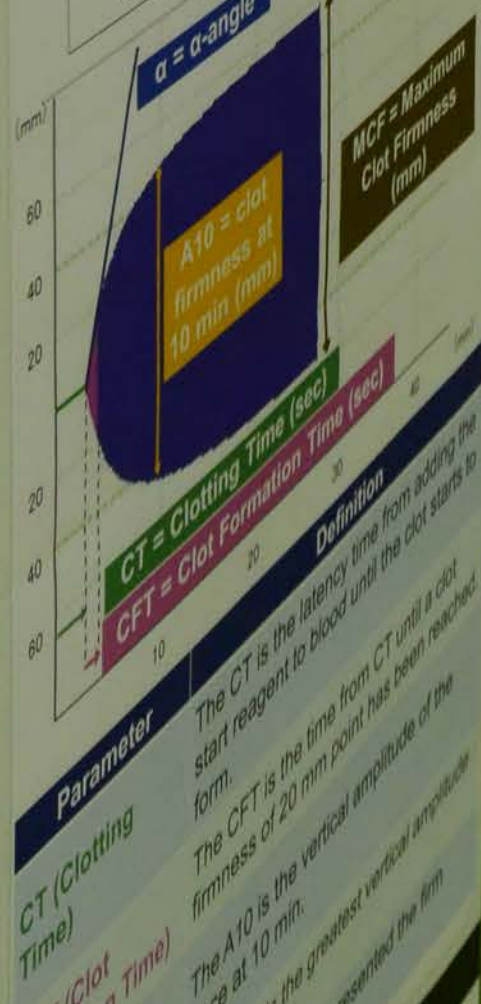 α = α-angle
(mm)
60
40
20
20
40
60
MCF = Maximum
Clot Firmness
(mm)
A10 = clot
firmness at
10 min (mm)
CT = Clotting Time (sec)
CFT = Clot Formation Time (sec)
10
20
30
40
(min)
Parameter
Definition
CT (Clotting
Time)
The CT is the latency time from adding the
start reagent to blood until the clot starts to
form.
(Clot
Time)
The CFT is the time from CT until a clot
firmness of 20 mm point has been reached.
The A10 is the vertical amplitude of the
at 10 min.
the greatest vertical amplitude
the firm